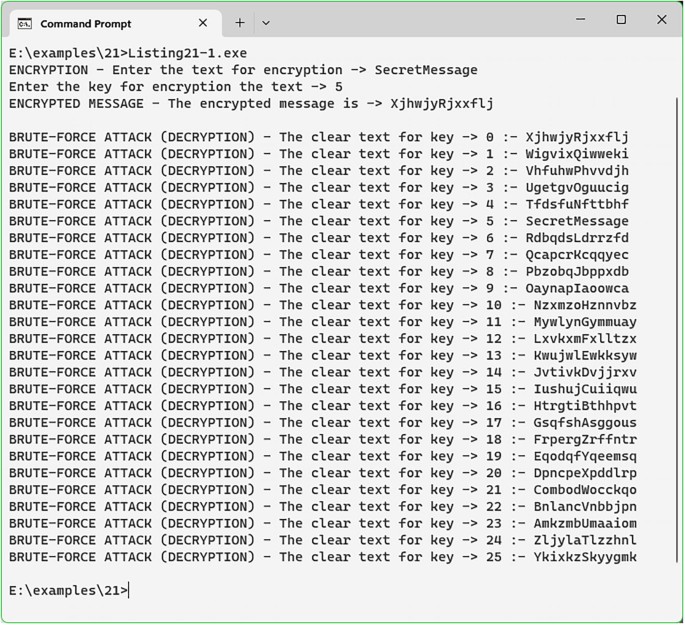 Command Prompt
E:\examples\21>Listing21-1.exe
ENCRYPTION - Enter the text for encryption -> SecretMessage
Enter the key for encryption the text -> 5
ENCRYPTED MESSAGE - The encrypted message is -> XjhwjyRjxxflj
BRUTE-FORCE ATTACK (DECRYPTION) - The clear text for key -> 0 :- XjhwjyRjxxflj
BRUTE-FORCE ATTACK (DECRYPTION) - The clear text for key -> 1 :- WigvixQiwweki
BRUTE-FORCE ATTACK (DECRYPTION) - The clear text for key -> 2 :- VhfuhwPhvvdjh
BRUTE-FORCE ATTACK (DECRYPTION) - The clear text for key -> 3 :- UgetgvOguucig
BRUTE-FORCE ATTACK (DECRYPTION) - The clear text for key -> 4 :- TfdsfuNfttbhf
BRUTE-FORCE ATTACK (DECRYPTION) - The clear text for key -> 5 :- SecretMessage
BRUTE-FORCE ATTACK (DECRYPTION) - The clear text for key -> 6 :- RdbqdsLdrrzfd
BRUTE-FORCE ATTACK (DECRYPTION) - The clear text for key -> 7 :- QcapcrKcqqyec
BRUTE-FORCE ATTACK (DECRYPTION) - The clear text for key -> 8 :- PbzobqJbppxdb
BRUTE-FORCE ATTACK (DECRYPTION) - The clear text for key -> 9 :- OaynapIaoowca
BRUTE-FORCE ATTACK (DECRYPTION) - The clear text for key -> 10 :- NzxmzoHznnvbz
BRUTE-FORCE ATTACK (DECRYPTION) - The clear text for key -> 11 :- MywlynGymmuay
BRUTE-FORCE ATTACK (DECRYPTION) - The clear text for key -> 12 :- LxvkxmFxlltzx
BRUTE-FORCE ATTACK (DECRYPTION) - The clear text for key -> 13 :- KwujwlEwkksyw
BRUTE-FORCE ATTACK (DECRYPTION) - The clear text for key -> 14 :- JvtivkDvjjrxv
BRUTE-FORCE ATTACK (DECRYPTION) - The clear text for key -> 15 :- IushujCuiiqwu
BRUTE-FORCE ATTACK (DECRYPTION) - The clear text for key -> 16 :- HtrgtiBthhpvt
BRUTE-FORCE ATTACK (DECRYPTION) - The clear text for key -> 17 :- GsqfshAsggous
BRUTE-FORCE ATTACK (DECRYPTION) - The clear text for key -> 18 :- FrpergZrffntr
BRUTE-FORCE ATTACK (DECRYPTION) - The clear text for key -> 19 :- EqodqfYqeemsq
BRUTE-FORCE ATTACK (DECRYPTION) - The clear text for key -> 20 :- DpncpeXpddlrp
BRUTE-FORCE ATTACK (DECRYPTION) - The clear text for key -> 21 :- CombodWocckqo
BRUTE-FORCE ATTACK (DECRYPTION) - The clear text for key -> 22 :- BnlancVnbbjpn
BRUTE-FORCE ATTACK (DECRYPTION) - The clear text for key -> 23 :- AmkzmbUmaaiom
BRUTE-FORCE ATTACK (DECRYPTION) - The clear text for key -> 24 :- ZljylaTlzzhnl
BRUTE-FORCE ATTACK (DECRYPTION) - The clear text for key -> 25 :- YkixkzSkyygmk
E:\examples\21>